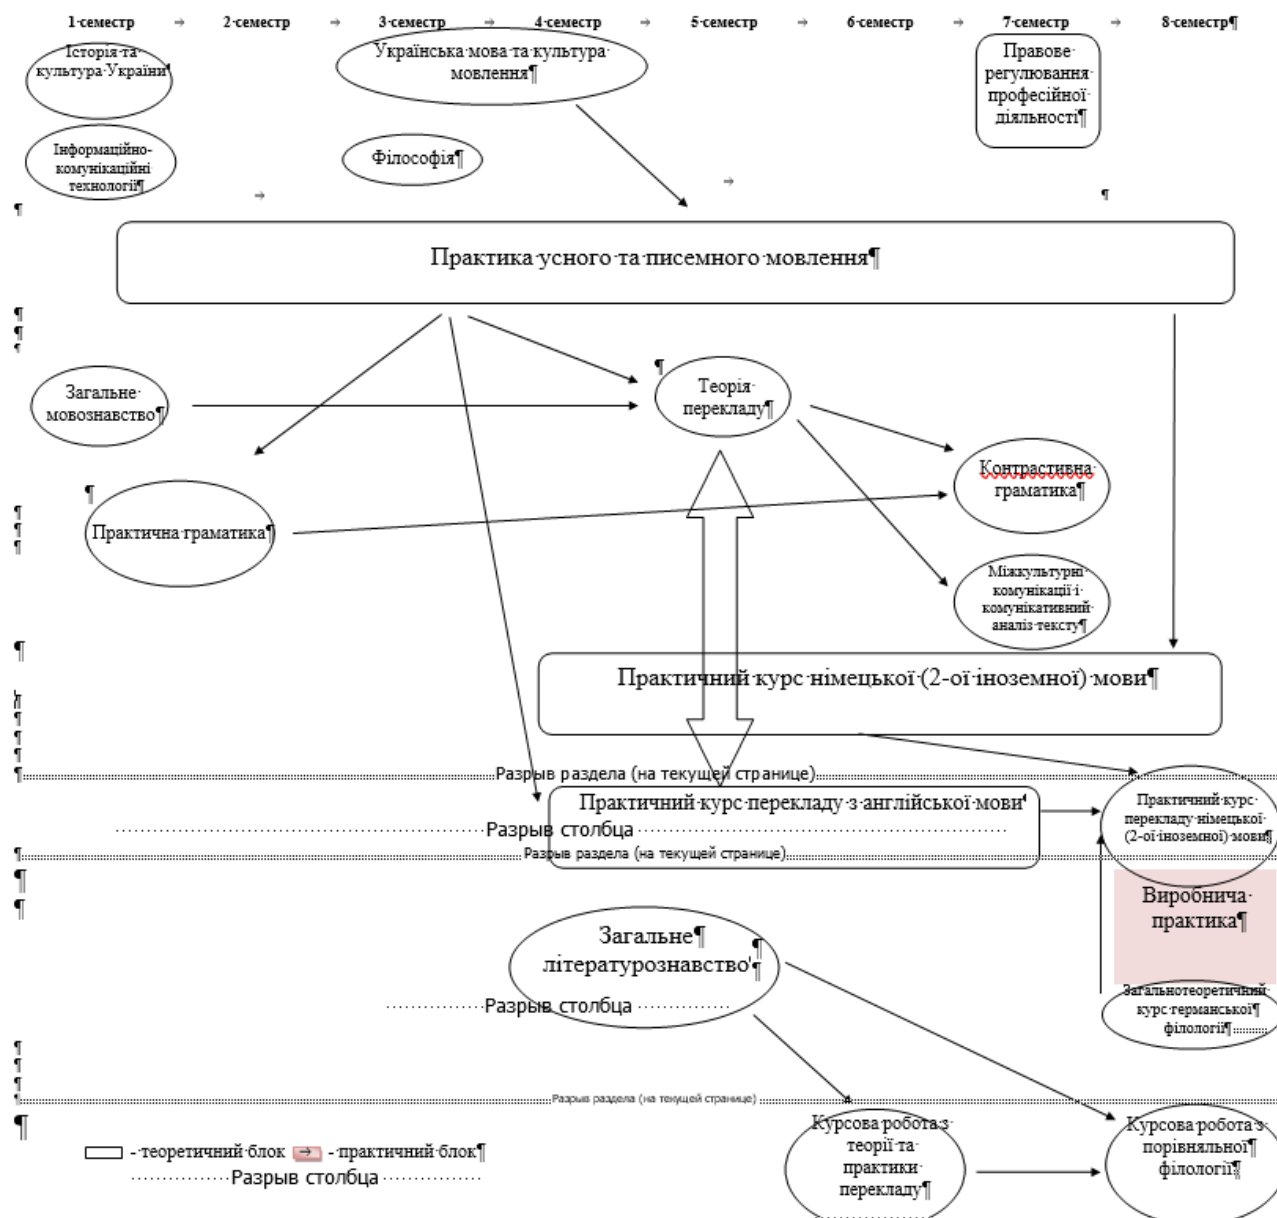 1·семестр → 2·семестр → 3·семестр → 4·семестр → 5·семестр → 6·семестр → 7·семестр → 8·семестр¶
Історія·та·
культура·України¶
Українська·мова·та·культура·
мовлення¶
Правове·
регулювання·
професійної·
діяльності¶
Інформаційно-
комунікаційні·
технології¶
Філософія¶
→ → ¶
¶
Практика·усного·та·писемного·мовлення¶
¶
¶
¶
Загальне·
мовознавство¶
¶
Теорія·
перекладу¶
Контрастивна·
граматика¶
¶
Практична·граматика¶
¶
¶
¶
Міжкультурні·
комунікації·і·
комунікативний·
аналіз·тексту¶
¶
Практичний·курс·німецької·(2-ої·іноземної)·мови¶
¶
¶
¶
¶
¶Разрыв раздела (на текущей странице)
Практичний·курс·перекладу·з·англійської·мови¶
Разрыв столбца
¶Разрыв раздела (на текущей странице)
Практичний·курс·
перекладу·німецької·
(2-ої·іноземної)·мови¶
¶
¶
Виробнича·
практика¶
Загальне¶
літературознавство¶
¶
¶
Разрыв столбца
Загальнотеоретичний·
курс·германської¶
філології¶
¶
¶
¶
¶Разрыв раздела (на текущей странице)
¶
Курсова·робота·з·
теорії·та·
практики·
перекладу¶
Курсова·робота·з·
порівняльної¶
філології¶
-·теоретичний·блок → -·практичний·блок¶
Разрыв столбца